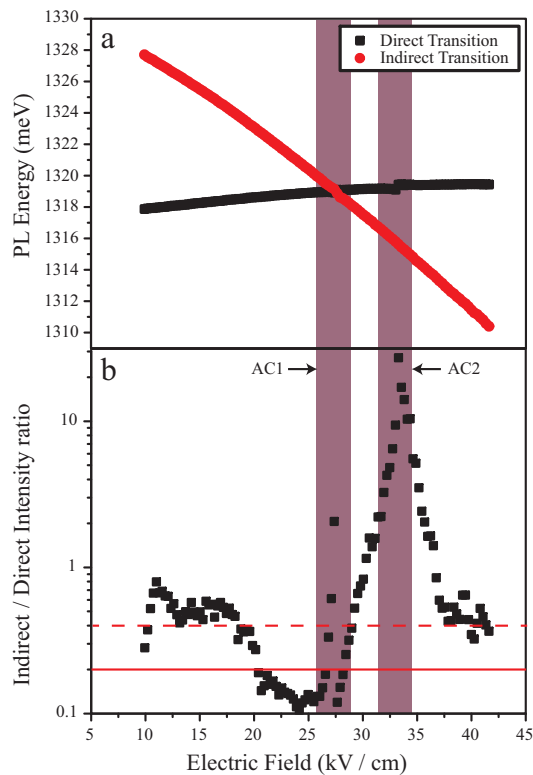 1330
1328
1326
1324
1322
1320
1318
1316
1314
1312
1310
PL Energy (meV)
a
Direct Transition
Indirect Transition
b
AC1
AC2
10
1
0.1
Indirect / Direct Intensity ratio
5 10 15 20 25 30 35 40 45
Electric Field (kV / cm)